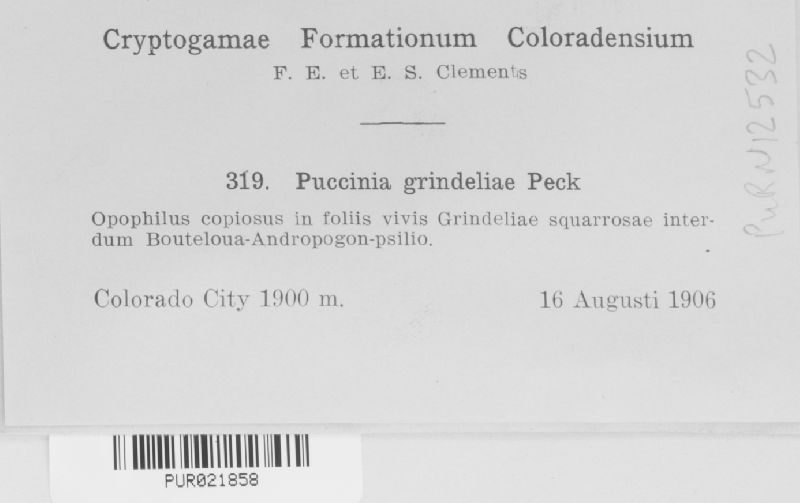 Cryptogamae Formationum Coloradensium
F. E. et E. S. Clements
319. Puccinia grindeliae Peck
Opophilus copiosus in foliis vivis Grindeliae squarrosae inter-
dum Bouteloua-Andropogon-psilio.
Colorado City 1900 m. 16 Augusti 1906
PURN12532
PUR021858